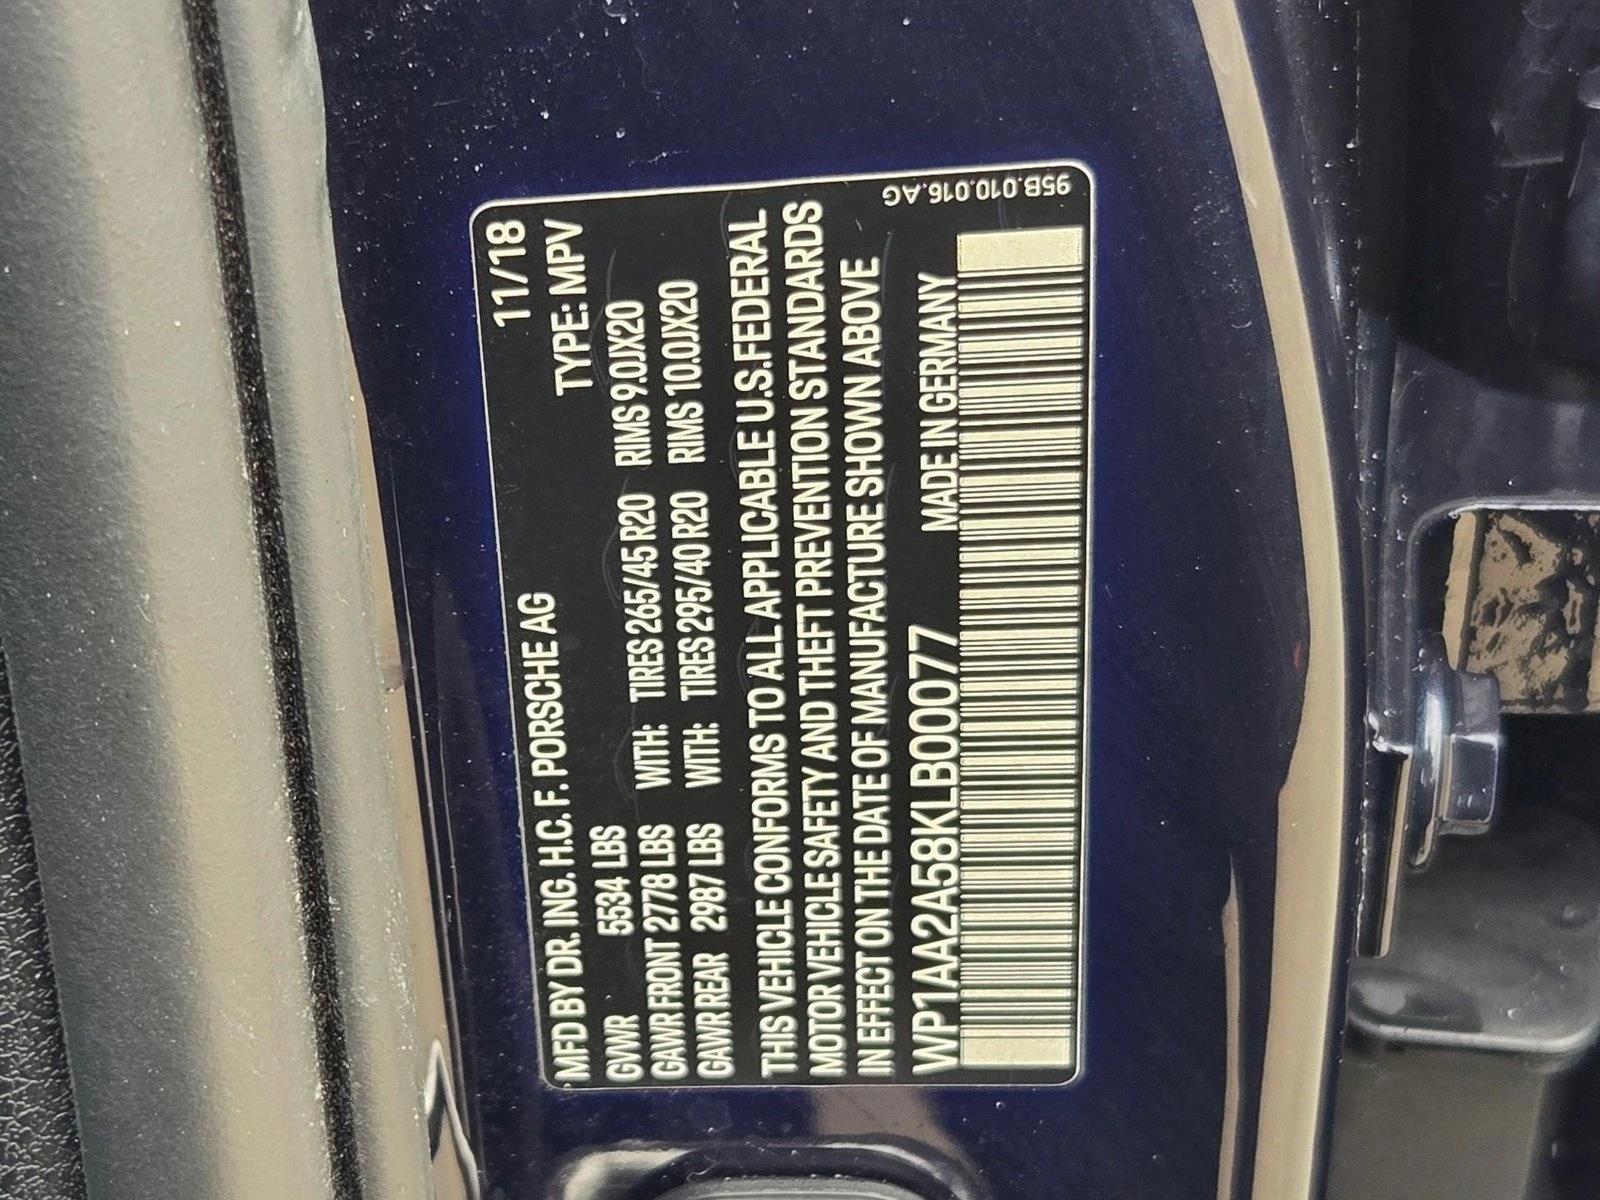 11/18
MFD BY DR. ING. H.C. F. PORSCHE AG TYPE: MPV
GVWR 5534 LBS
GAWR FRONT 2778 LBS WITH: TIRES 265/45 R20 RIMS 9.0JX20
GAWR REAR 2987 LBS WITH: TIRES 295/40 R20 RIMS 10.0JX20
THIS VEHICLE CONFORMS TO ALL APPLICABLE U.S. FEDERAL
MOTOR VEHICLE SAFETY AND THEFT PREVENTION STANDARDS
IN EFFECT ON THE DATE OF MANUFACTURE SHOWN ABOVE
WP1AA2A58KLB00077 MADE IN GERMANY
95B.010.016.AG